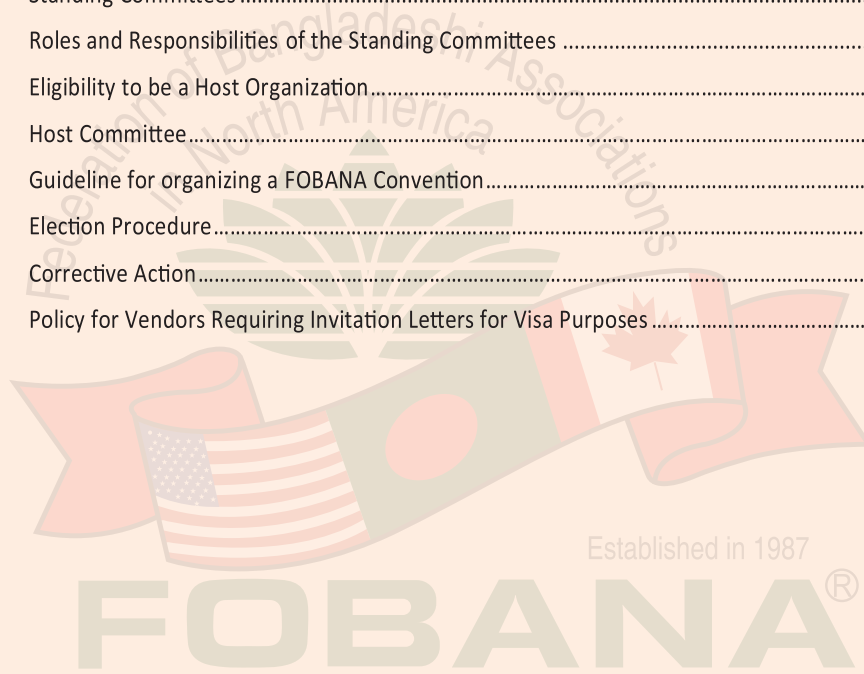 Standing Committees
Roles and Responsibilities of the Standing Committees
Eligibility to be a Host Organization
Host Committee
Guideline for organizing a FOBANA Convention
Election Procedure
Corrective Action
Policy for Vendors Requiring Invitation Letters for Visa Purposes
Federation of Bangladeshi Associations
in North America
Established in 1987
FOBANA®